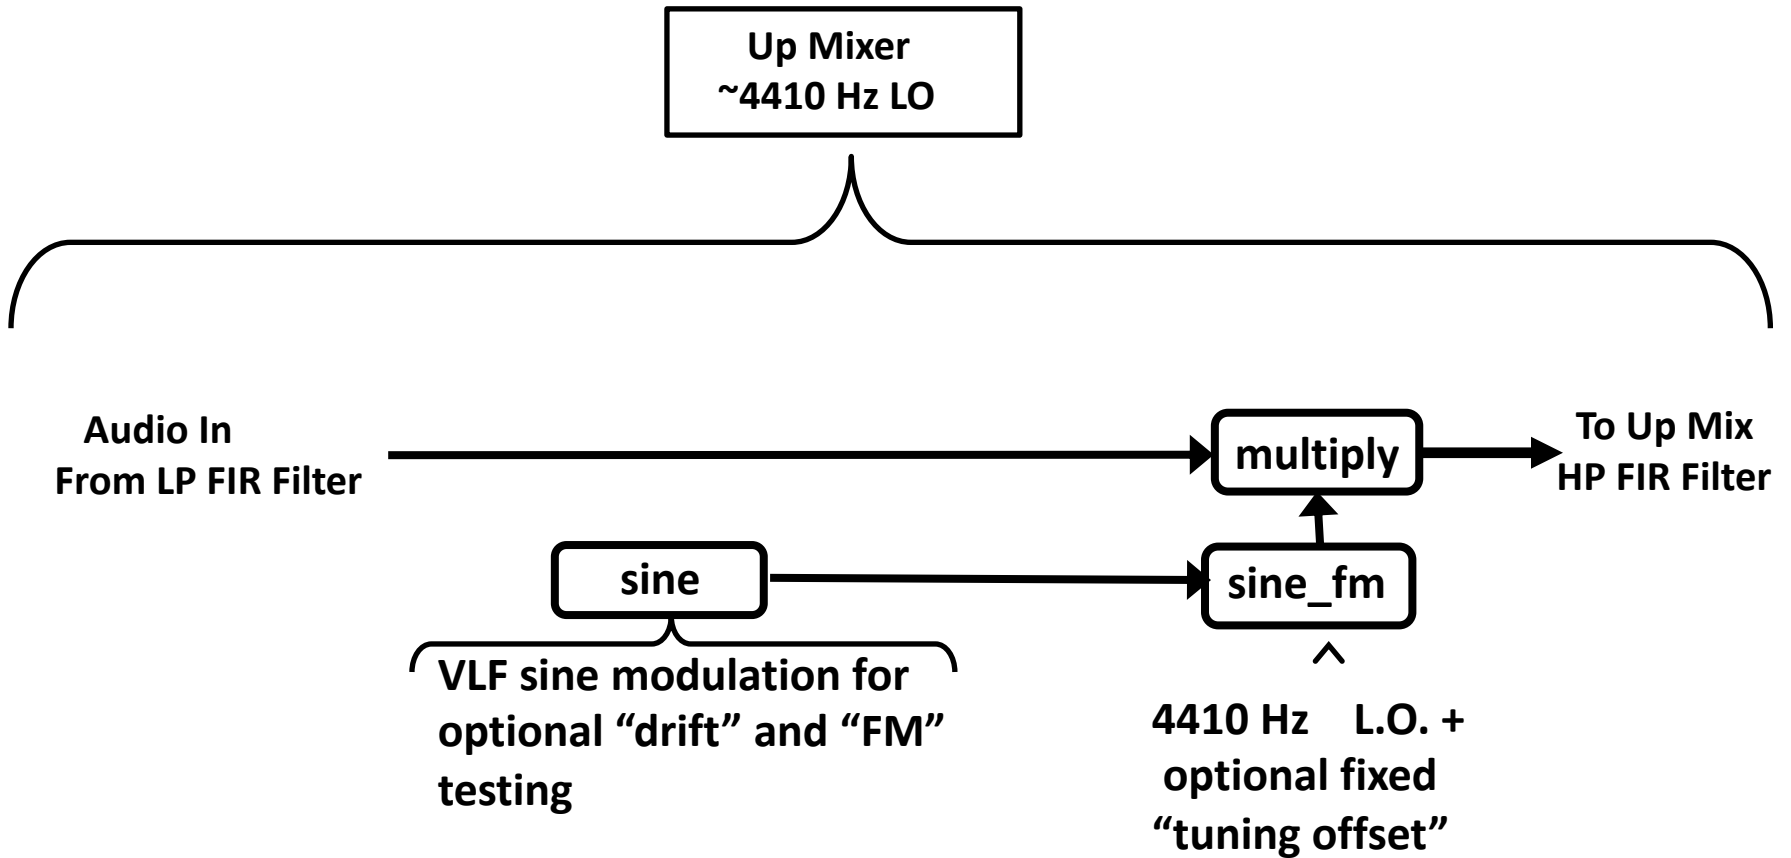 Up Mixer
~4410 Hz LO
Audio In
From LP FIR Filter
multiply
To Up Mix
HP FIR Filter
sine
sine_fm
VLF sine modulation for
optional “drift” and “FM”
testing
4410 Hz L.O. +
optional fixed
“tuning offset”